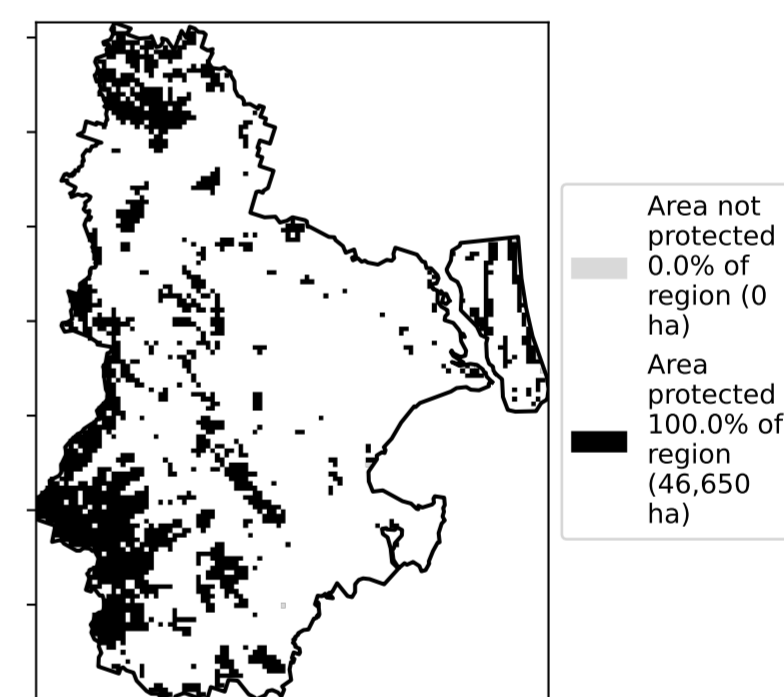 Area not
protected
0.0% of
region (0
ha)
Area
protected
100.0% of
region
(46,650
ha)